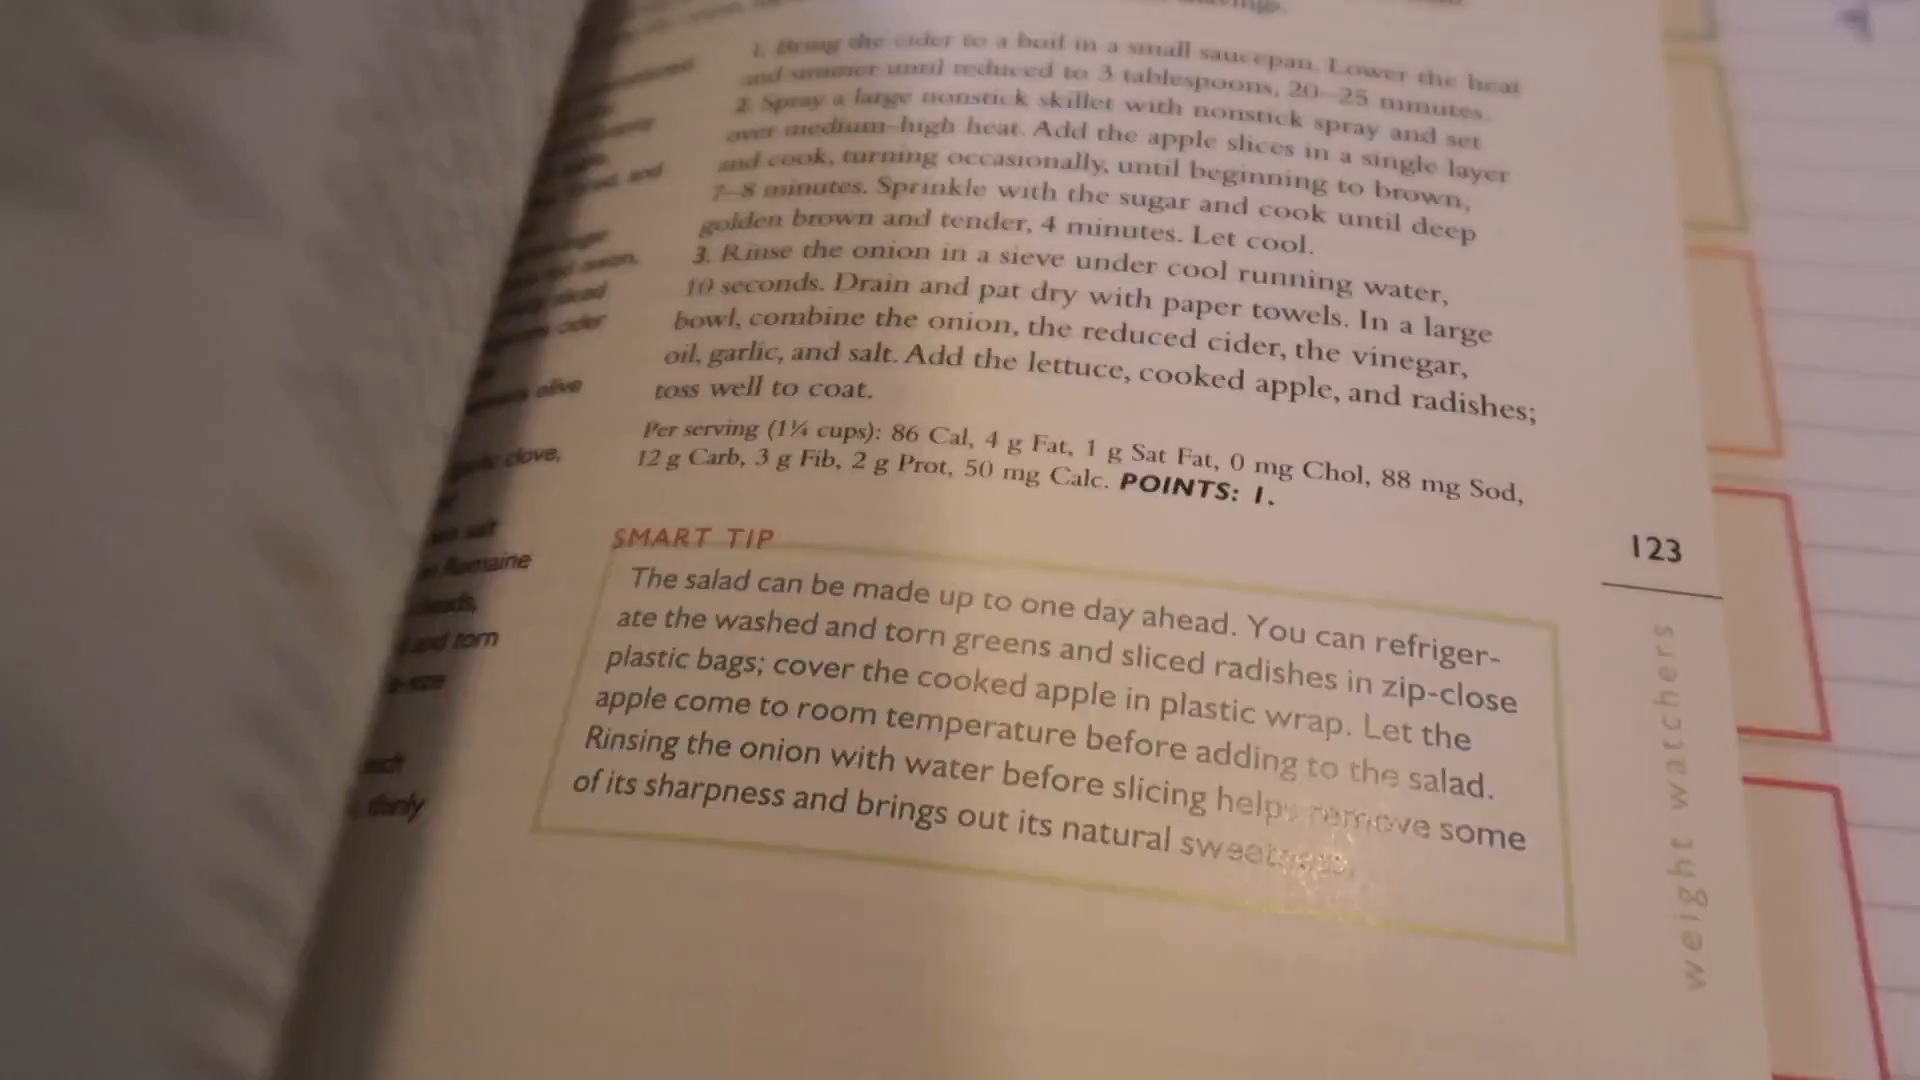 1. Bring the cider to a boil in a small saucepan. Lower the heat
and simmer until reduced to 3 tablespoons, 20–25 minutes.
2. Spray a large nonstick skillet with nonstick spray and set
over medium-high heat. Add the apple slices in a single layer
and cook, turning occasionally, until beginning to brown,
7–8 minutes. Sprinkle with the sugar and cook until deep
golden brown and tender, 4 minutes. Let cool.
3. Rinse the onion in a sieve under cool running water,
10 seconds. Drain and pat dry with paper towels. In a large
bowl, combine the onion, the reduced cider, the vinegar,
oil, garlic, and salt. Add the lettuce, cooked apple, and radishes;
toss well to coat.
Per serving (1¼ cups): 86 Cal, 4 g Fat, 1 g Sat Fat, 0 mg Chol, 88 mg Sod,
12 g Carb, 3 g Fib, 2 g Prot, 50 mg Calc. POINTS: 1.
SMART TIP
The salad can be made up to one day ahead. You can refriger-
ate the washed and torn greens and sliced radishes in zip-close
plastic bags; cover the cooked apple in plastic wrap. Let the
apple come to room temperature before adding to the salad.
Rinsing the onion with water before slicing helps remove some
of its sharpness and brings out its natural sweetness.
and
onion,
sliced
cider
olive
clove,
salt
Romaine
and torn
thinly
123
weight watchers